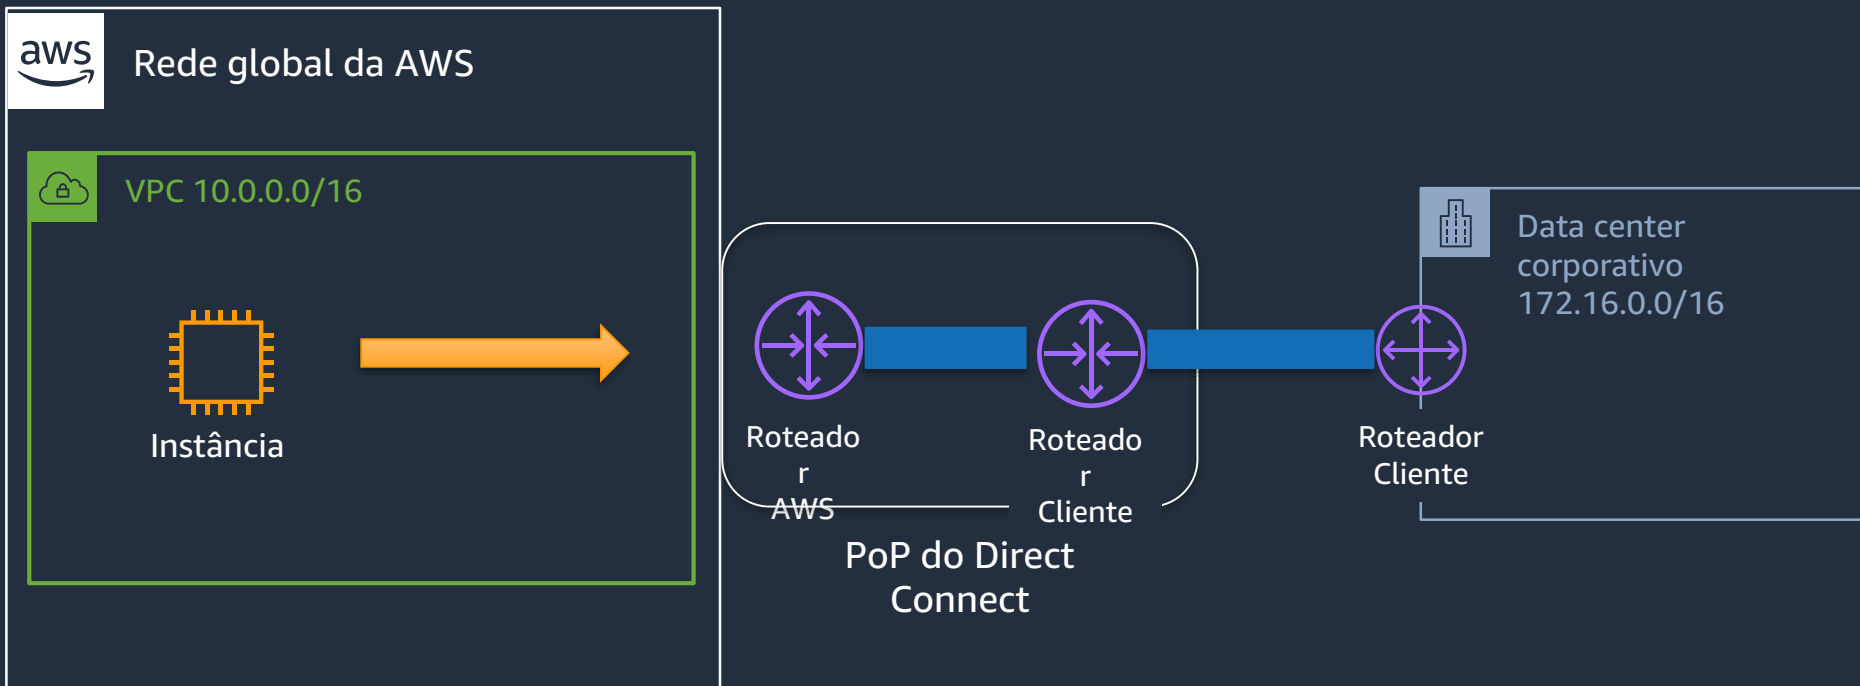 aws
Rede global da AWS
VPC 10.0.0.0/16
Instância
Roteado
r
AWS
Roteado
r
Cliente
PoP do Direct
Connect
Roteador
Cliente
Data center
corporativo
172.16.0.0/16